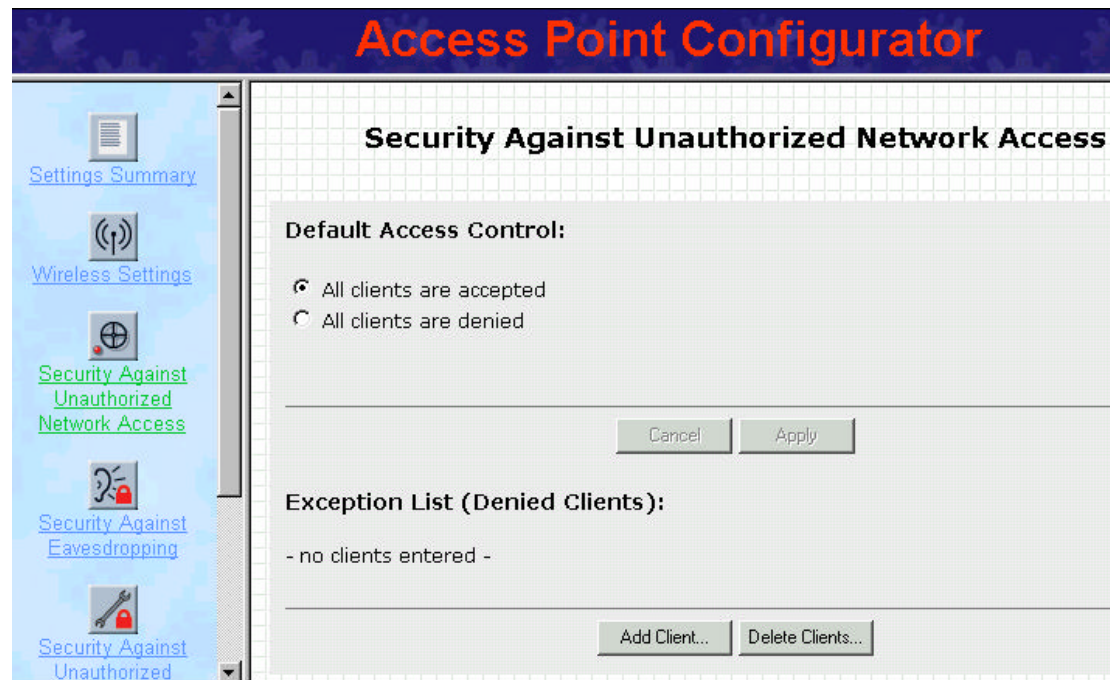 Access Point Configurator
Settings Summary
Wireless Settings
Security Against
Unauthorized
Network Access
Security Against
Eavesdropping
Security Against
Unauthorized
Security Against Unauthorized Network Access
Default Access Control:
All clients are accepted
All clients are denied
Cancel
Apply
Exception List (Denied Clients):
- no clients entered -
Add Client...
Delete Clients...